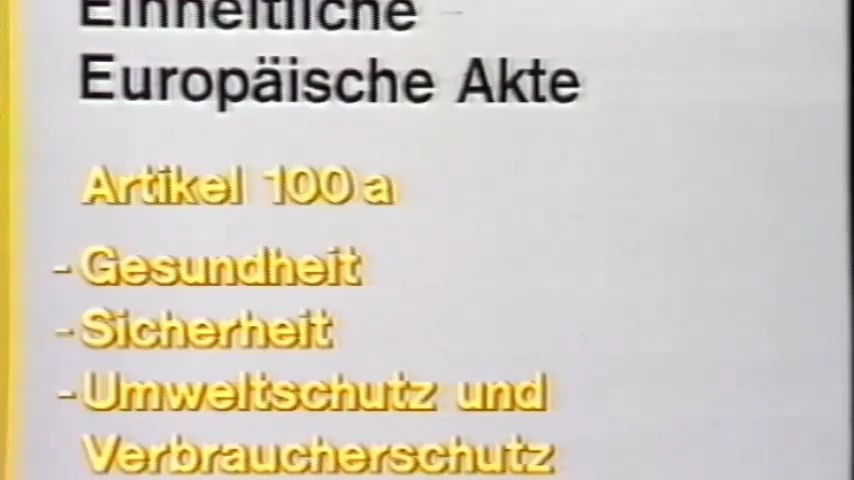 Einheitliche
Europäische Akte
Artikel 100 a
- Gesundheit
- Sicherheit
- Umweltschutz und
Verbraucherschutz